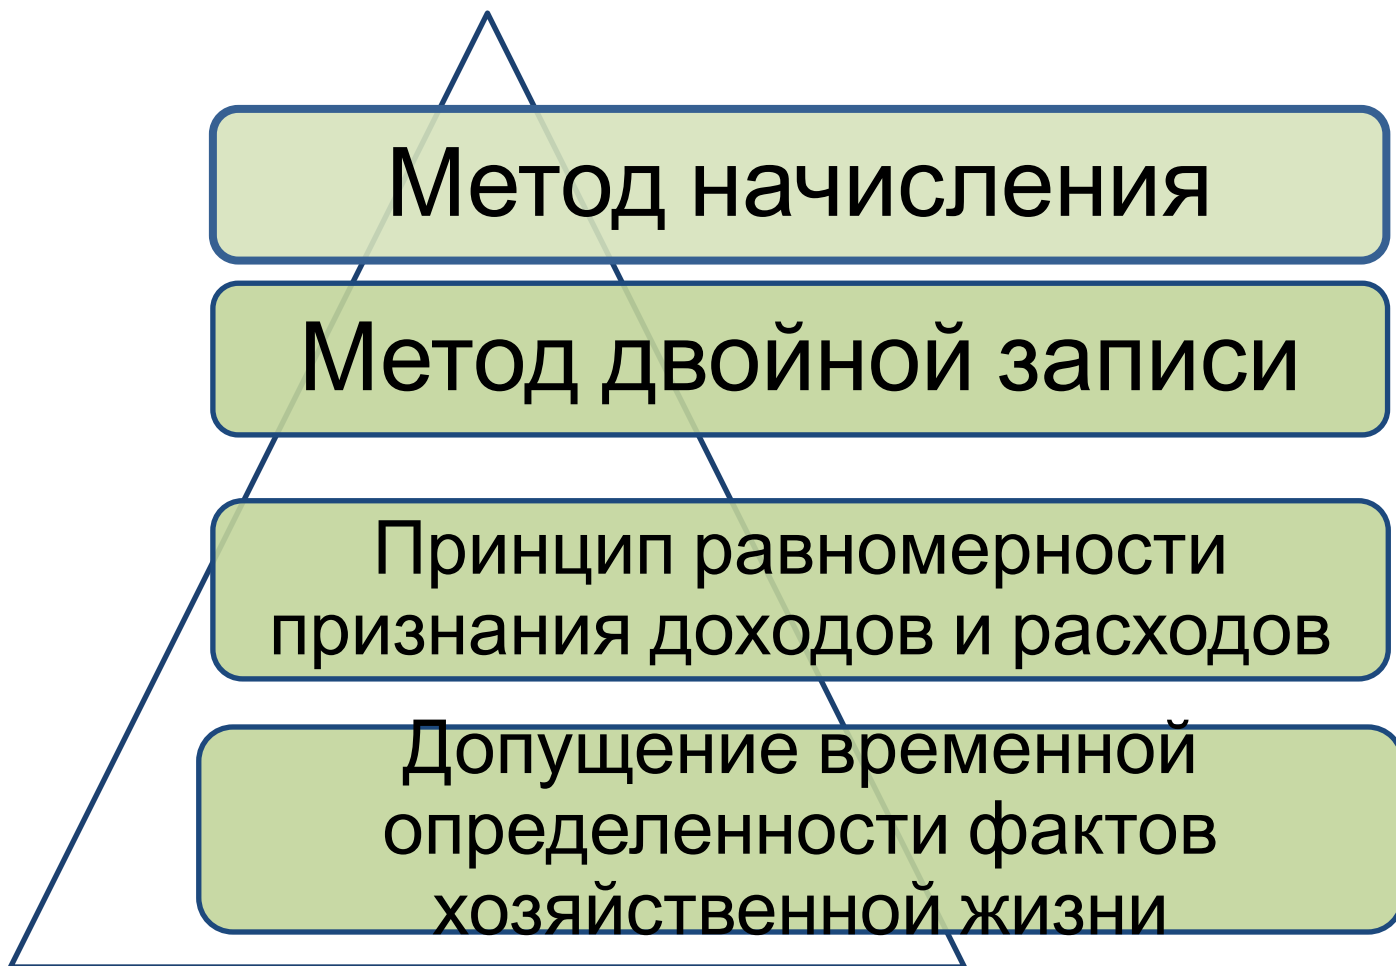 Метод начисления
Метод двойной записи
Принцип равномерности
признания доходов и расходов
Допущение временной
определенности фактов
хозяйственной жизни